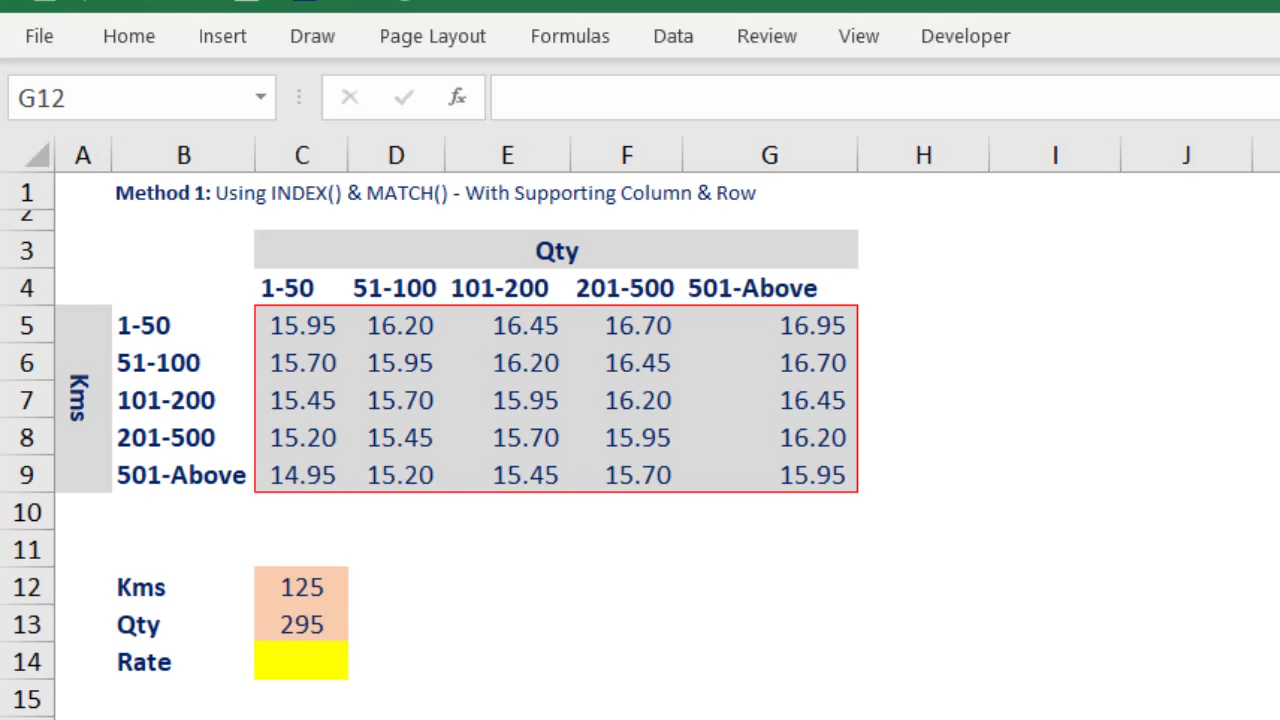 File Home Insert Draw Page Layout Formulas Data Review View Developer
G12 fx
A B C D E F G H I J
1 Method 1: Using INDEX() & MATCH() - With Supporting Column & Row
2
3 Qty
4 1-50 51-100 101-200 201-500 501-Above
5 1-50 15.95 16.20 16.45 16.70 16.95
6 51-100 15.70 15.95 16.20 16.45 16.70
Kms
7 101-200 15.45 15.70 15.95 16.20 16.45
8 201-500 15.20 15.45 15.70 15.95 16.20
9 501-Above 14.95 15.20 15.45 15.70 15.95
10
11
12 Kms 125
13 Qty 295
14 Rate
15